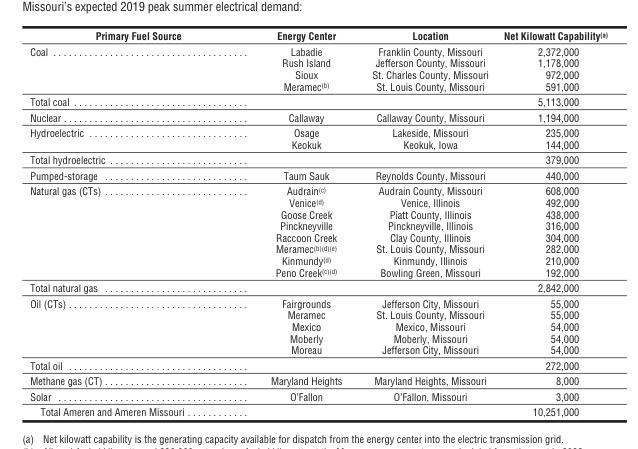 Missouri's expected 2019 peak summer electrical demand:
Primary Fuel Source Energy Center Location Net Kilowatt Capability(a)
Coal Labadie Franklin County, Missouri 2,372,000
Rush Island Jefferson County, Missouri 1,178,000
Sioux St. Charles County, Missouri 972,000
Meramec(b) St. Louis County, Missouri 591,000
Total coal 5,113,000
Nuclear Callaway Callaway County, Missouri 1,194,000
Hydroelectric Osage Lakeside, Missouri 235,000
Keokuk Keokuk, Iowa 144,000
Total hydroelectric 379,000
Pumped-storage Taum Sauk Reynolds County, Missouri 440,000
Natural gas (CTs) Audrain(c) Audrain County, Missouri 608,000
Venice(d) Venice, Illinois 492,000
Goose Creek Piatt County, Illinois 438,000
Pinckneyville Pinckneyville, Illinois 316,000
Raccoon Creek Clay County, Illinois 304,000
Meramec(b)(d)(e) St. Louis County, Missouri 282,000
Kinmundy(d) Kinmundy, Illinois 210,000
Peno Creek(c)(d) Bowling Green, Missouri 192,000
Total natural gas 2,842,000
Oil (CTs) Fairgrounds Jefferson City, Missouri 55,000
Meramec St. Louis County, Missouri 55,000
Mexico Mexico, Missouri 54,000
Moberly Moberly, Missouri 54,000
Moreau Jefferson City, Missouri 54,000
Total oil 272,000
Methane gas (CT) Maryland Heights Maryland Heights, Missouri 8,000
Solar O'Fallon O'Fallon, Missouri 3,000
Total Ameren and Ameren Missouri 10,251,000
(a) Net kilowatt capability is the generating capacity available for dispatch from the energy center into the electric transmission grid.